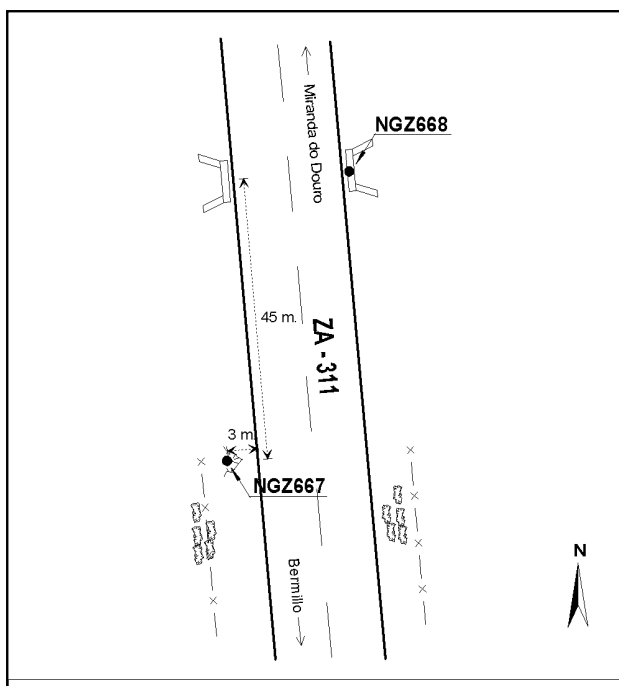 Miranda do Douro
NGZ668
45 m.
ZA - 311
3 m.
NGZ667
Bermillo
N